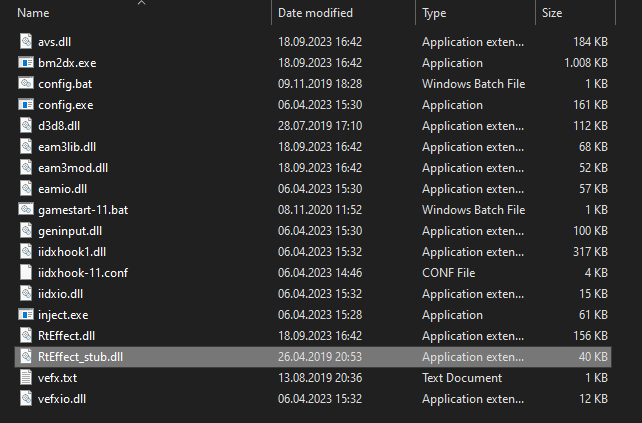 Name Date modified Type Size
avs.dll 18.09.2023 16:42 Application exten... 184 KB
bm2dx.exe 18.09.2023 16:42 Application 1.008 KB
config.bat 09.11.2019 18:28 Windows Batch File 1 KB
config.exe 06.04.2023 15:30 Application 161 KB
d3d8.dll 28.07.2019 17:10 Application exten... 112 KB
eam3lib.dll 18.09.2023 16:42 Application exten... 68 KB
eam3mod.dll 18.09.2023 16:42 Application exten... 52 KB
eamio.dll 06.04.2023 15:30 Application exten... 57 KB
gamestart-11.bat 08.11.2020 11:52 Windows Batch File 1 KB
geninput.dll 06.04.2023 15:30 Application exten... 100 KB
iidxhook1.dll 06.04.2023 15:32 Application exten... 317 KB
iidxhook-11.conf 06.04.2023 14:46 CONF File 4 KB
iidxio.dll 06.04.2023 15:32 Application exten... 15 KB
inject.exe 06.04.2023 15:28 Application 61 KB
RtEffect.dll 18.09.2023 16:42 Application exten... 156 KB
RtEffect_stub.dll 26.04.2019 20:53 Application exten... 40 KB
vefx.txt 13.08.2019 20:36 Text Document 1 KB
vefxio.dll 06.04.2023 15:32 Application exten... 12 KB